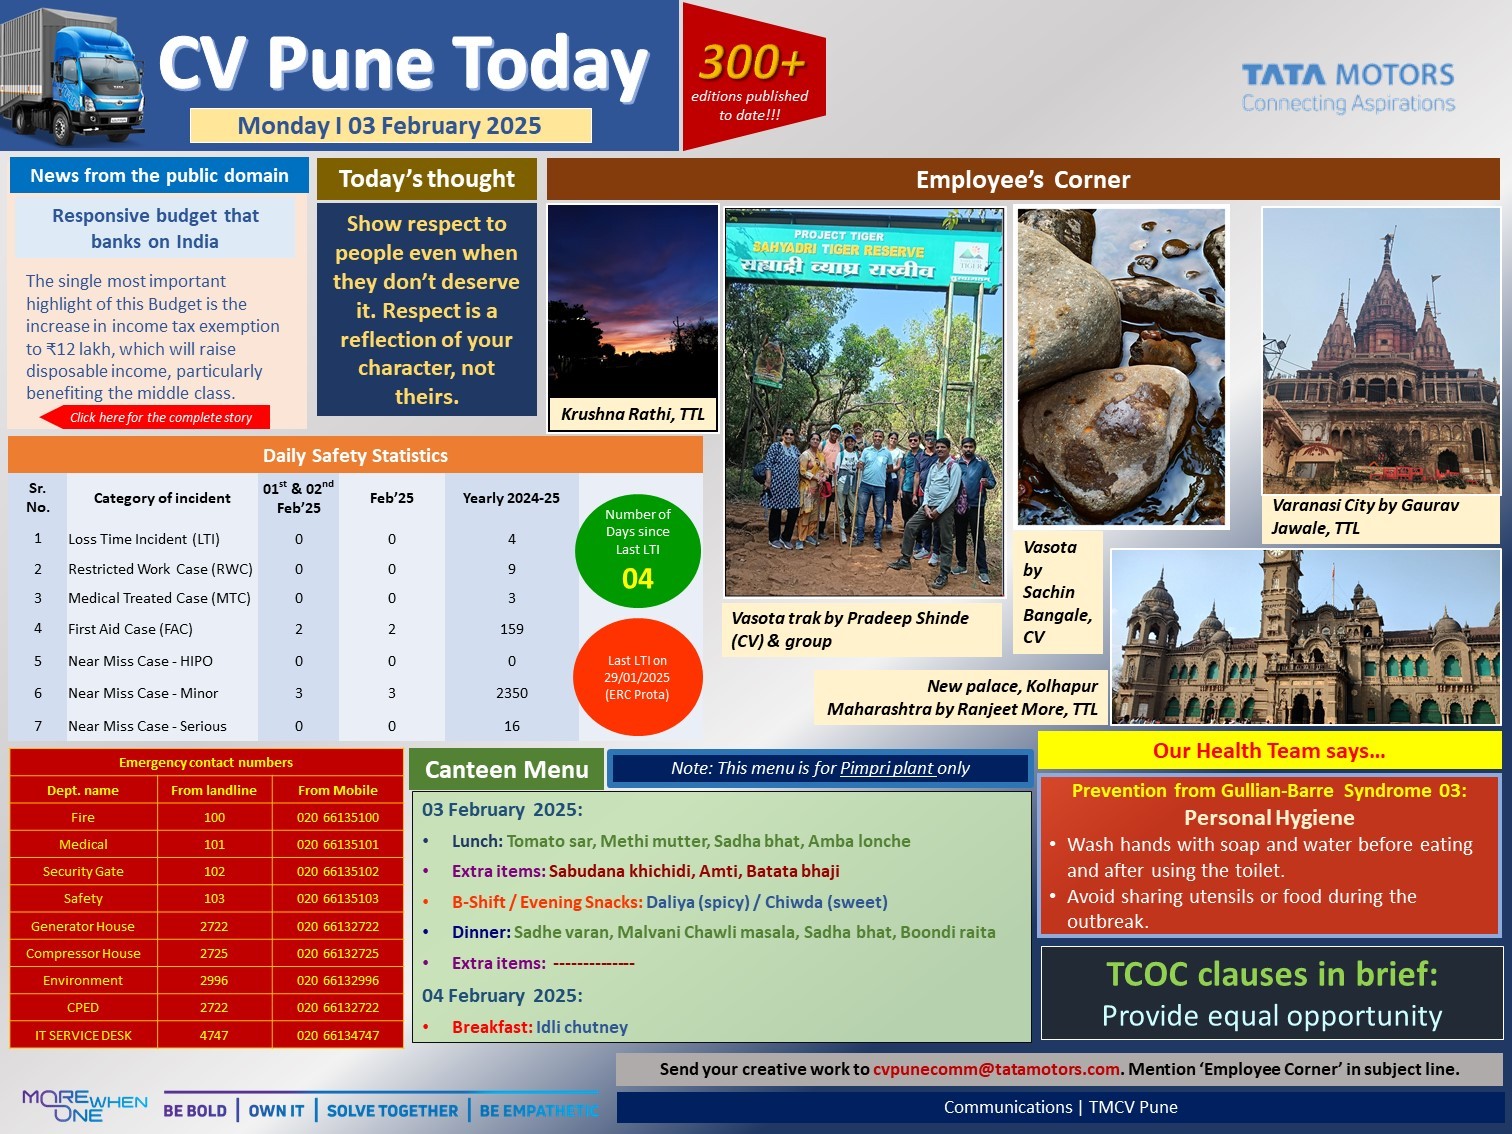 CV Pune Today
Monday I 03 February 2025
300+
editions published
to date!!!
TATA MOTORS
Connecting Aspirations
News from the public domain
Responsive budget that
banks on India
The single most important
highlight of this Budget is the
increase in income tax exemption
to ₹12 lakh, which will raise
disposable income, particularly
benefiting the middle class.
Click here for the complete story
Today's thought
Show respect to
people even when
they don't deserve
it. Respect is a
reflection of your
character, not
theirs.
Employee's Corner
Krushna Rathi, TTL
PROJECT TIGER
SAHYADRI TIGER RESERVE
सह्याद्री व्याघ्र राखीव
TIGER
Vasota trak by Pradeep Shinde
(CV) & group
Vasota
by
Sachin
Bangale,
CV
Varanasi City by Gaurav
Jawale, TTL
New palace, Kolhapur
Maharashtra by Ranjeet More, TTL
Daily Safety Statistics
Sr. No. Category of incident 01st & 02nd Feb'25 Feb'25 Yearly 2024-25
1 Loss Time Incident (LTI) 0 0 4
2 Restricted Work Case (RWC) 0 0 9
3 Medical Treated Case (MTC) 0 0 3
4 First Aid Case (FAC) 2 2 159
5 Near Miss Case - HIPO 0 0 0
6 Near Miss Case - Minor 3 3 2350
7 Near Miss Case - Serious 0 0 16
Number of
Days since
Last LTI
04
Last LTI on
29/01/2025
(ERC Prota)
Emergency contact numbers
Dept. name From landline From Mobile
Fire 100 020 66135100
Medical 101 020 66135101
Security Gate 102 020 66135102
Safety 103 020 66135103
Generator House 2722 020 66132722
Compressor House 2725 020 66132725
Environment 2996 020 66132996
CPED 2722 020 66132722
IT SERVICE DESK 4747 020 66134747
Canteen Menu
Note: This menu is for Pimpri plant only
03 February 2025:
• Lunch: Tomato sar, Methi mutter, Sadha bhat, Amba lonche
• Extra items: Sabudana khichidi, Amti, Batata bhaji
• B-Shift / Evening Snacks: Daliya (spicy) / Chiwda (sweet)
• Dinner: Sadhe varan, Malvani Chawli masala, Sadha bhat, Boondi raita
• Extra items: --------------
04 February 2025:
• Breakfast: Idli chutney
Our Health Team says...
Prevention from Gullian-Barre Syndrome 03:
Personal Hygiene
• Wash hands with soap and water before eating
and after using the toilet.
• Avoid sharing utensils or food during the
outbreak.
TCOC clauses in brief:
Provide equal opportunity
Send your creative work to cvpunecomm@tatamotors.com. Mention 'Employee Corner' in subject line.
MORE WHEN
ONE
BE BOLD | OWN IT | SOLVE TOGETHER | BE EMPATHETIC
Communications | TMCV Pune